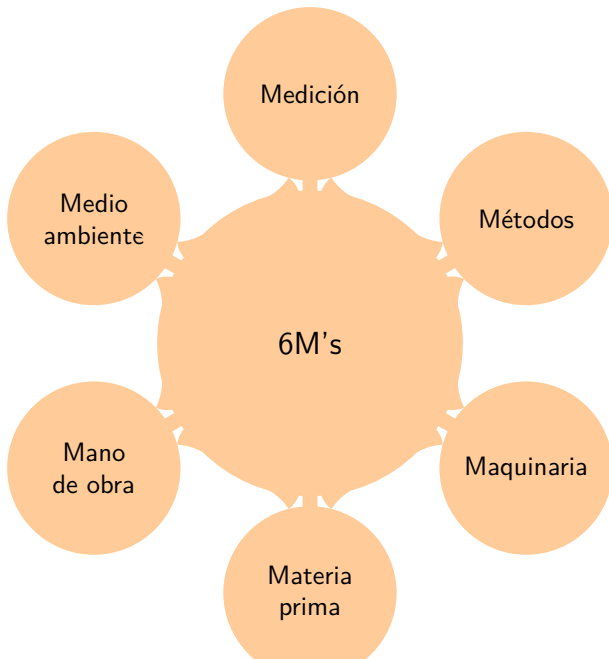 Medición
Medio
ambiente
Métodos
6M's
Mano
de obra
Maquinaria
Materia
prima